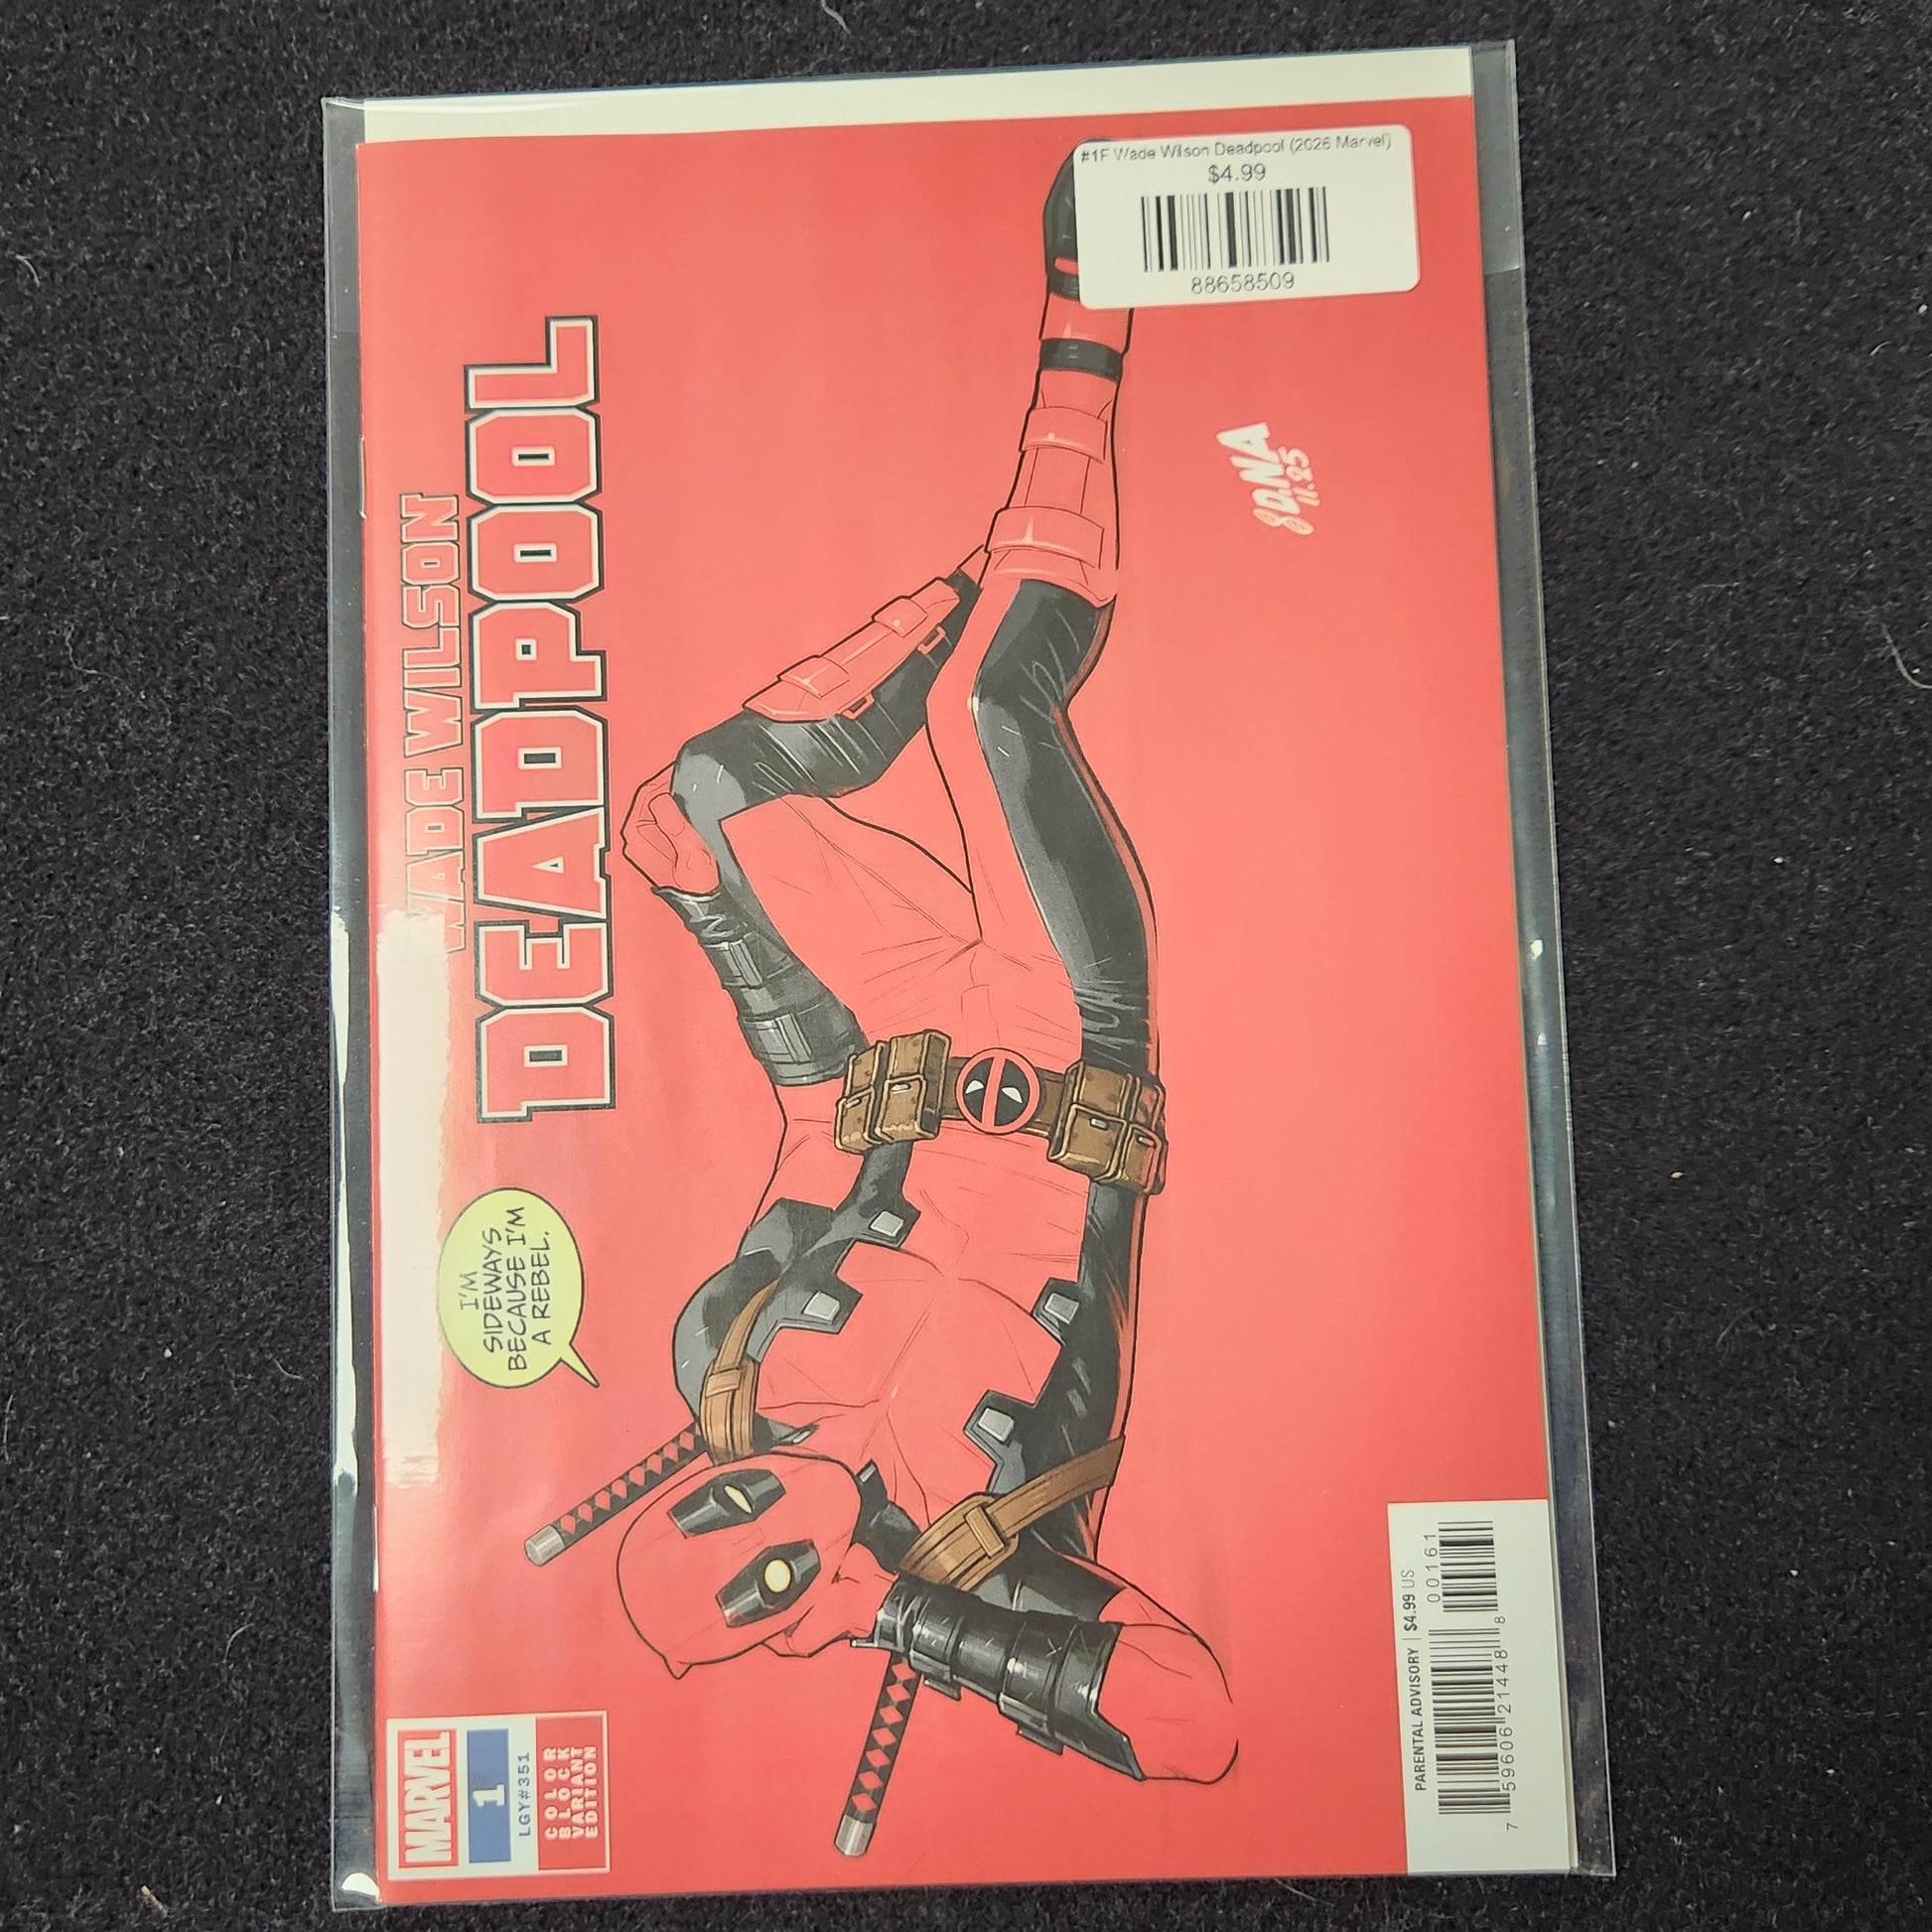 MARVEL
1
LGY#351
COLOR
BLOCK
VARIANT
EDITION
I'M
SIDEWAYS
BECAUSE I'M
A REBEL.
WADE WILSON
DEADPOOL
#1F Wade Wilson Deadpool (2026 Marvel)
$4.99
88658509
DNA
11.25
PARENTAL ADVISORY | $4.99 US
00161
7 59606 21448 8